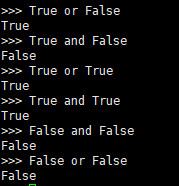 >>> True or False
True
>>> True and False
False
>>> True or True
True
>>> True and True
True
>>> False and False
False
>>> False or False
False